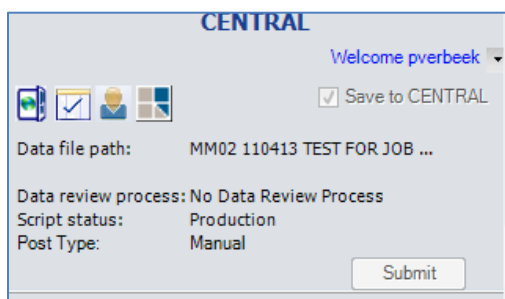 CENTRAL
Welcome pverbeek
Save to CENTRAL
Data file path: MM02 110413 TEST FOR JOB ...
Data review process: No Data Review Process
Script status: Production
Post Type: Manual
Submit